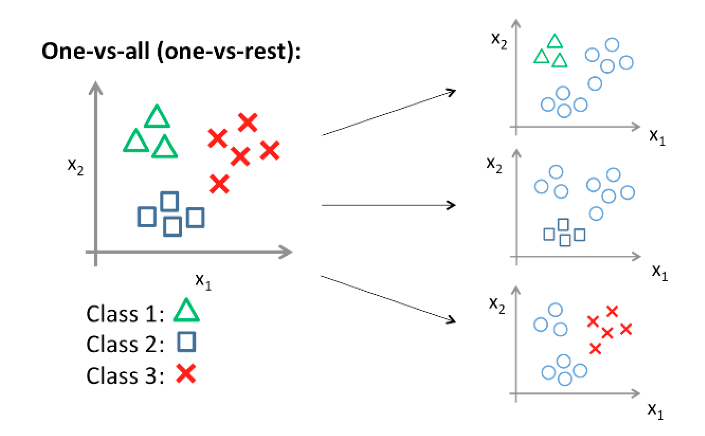 One-vs-all (one-vs-rest):
x2
x1
Class 1:
Class 2:
Class 3:
x2
x1
x2
x1
x2
x1